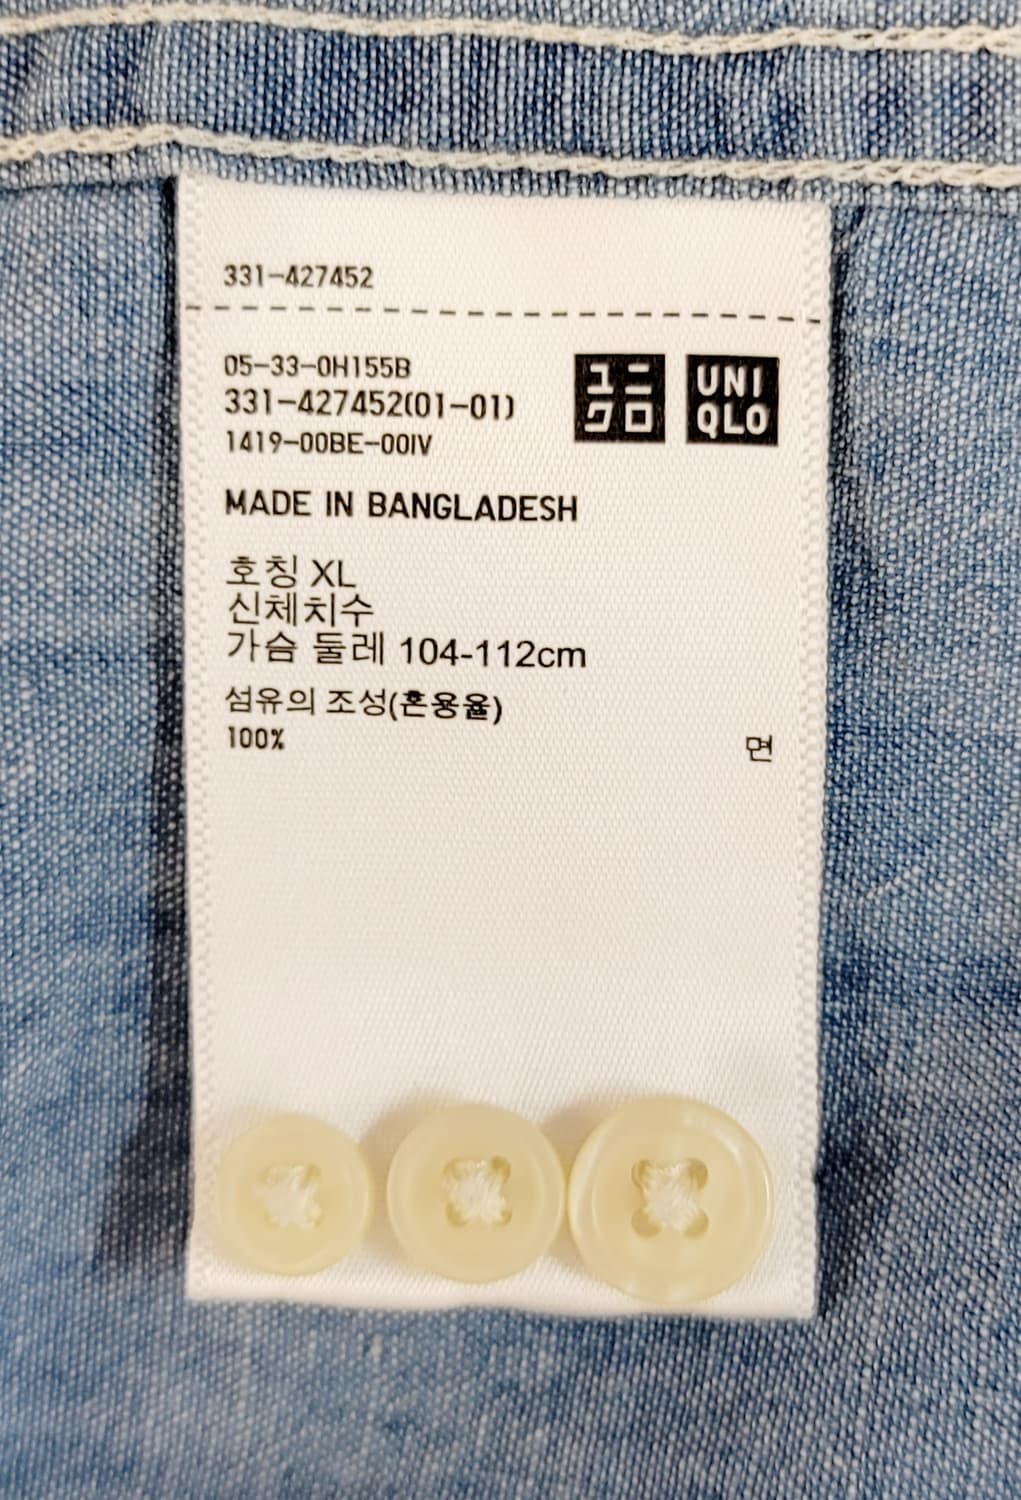 331-427452
05-33-0H155B
331-427452(01-01)
1419-00BE-00IV
ユニ
クロ
UNI
QLO
MADE IN BANGLADESH
호칭 XL
신체치수
가슴 둘레 104-112cm
섬유의 조성(혼용율)
100% 면